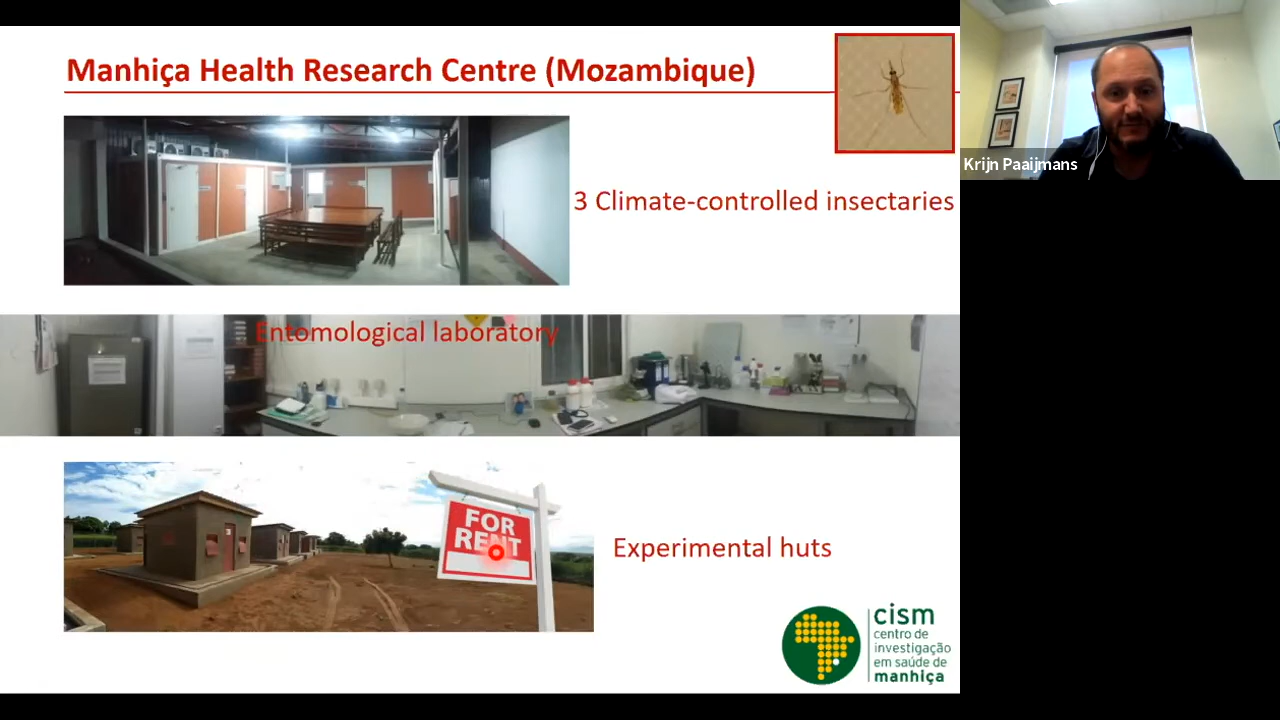 Manhiça Health Research Centre (Mozambique)
Krijn Paaijmans
3 Climate-controlled insectaries
Entomological laboratory
FOR
RENT
Experimental huts
cism
centro de
investigação
em saúde de
manhiça